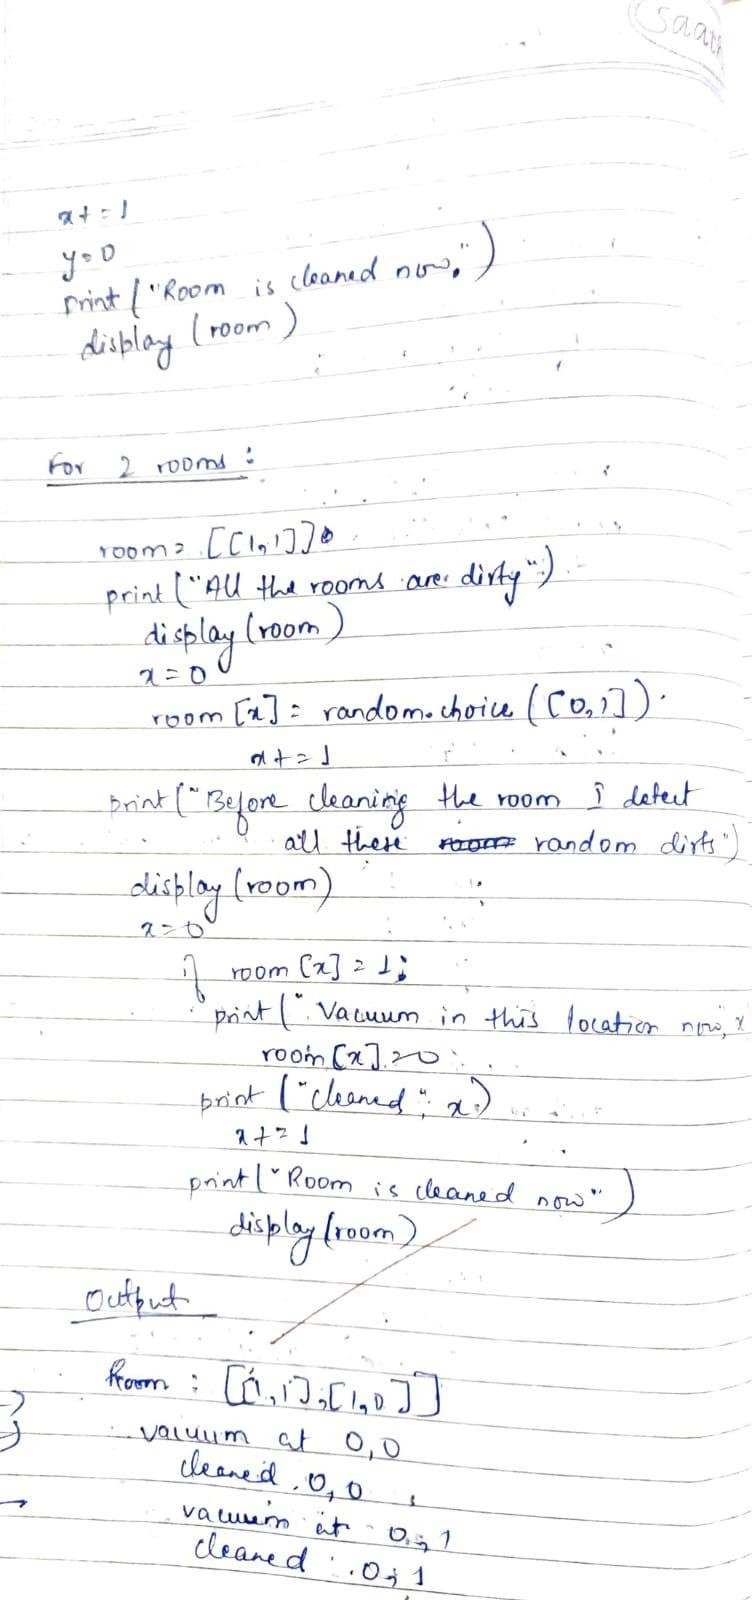 Saath
x+=1
y=0
print("Room is cleaned now,")
display(room)
For 2 rooms:
room=[[1,1]]
print("All the rooms are dirty")
display(room)
x=0
room[x]=random.choice([0,1])
x+=1
print("Before cleaning the room I detect
all these room random dirts")
display(room)
x=0
if room[x]=1:
print("Vacuum in this location now, x
room[x]=0
print("cleaned", x)
x+=1
print("Room is cleaned now")
display(room)
Output
Room : [[1,1],[1,0]]
vacuum at 0,0
cleaned 0,0
vacuum at 0,1
cleaned : 0,1